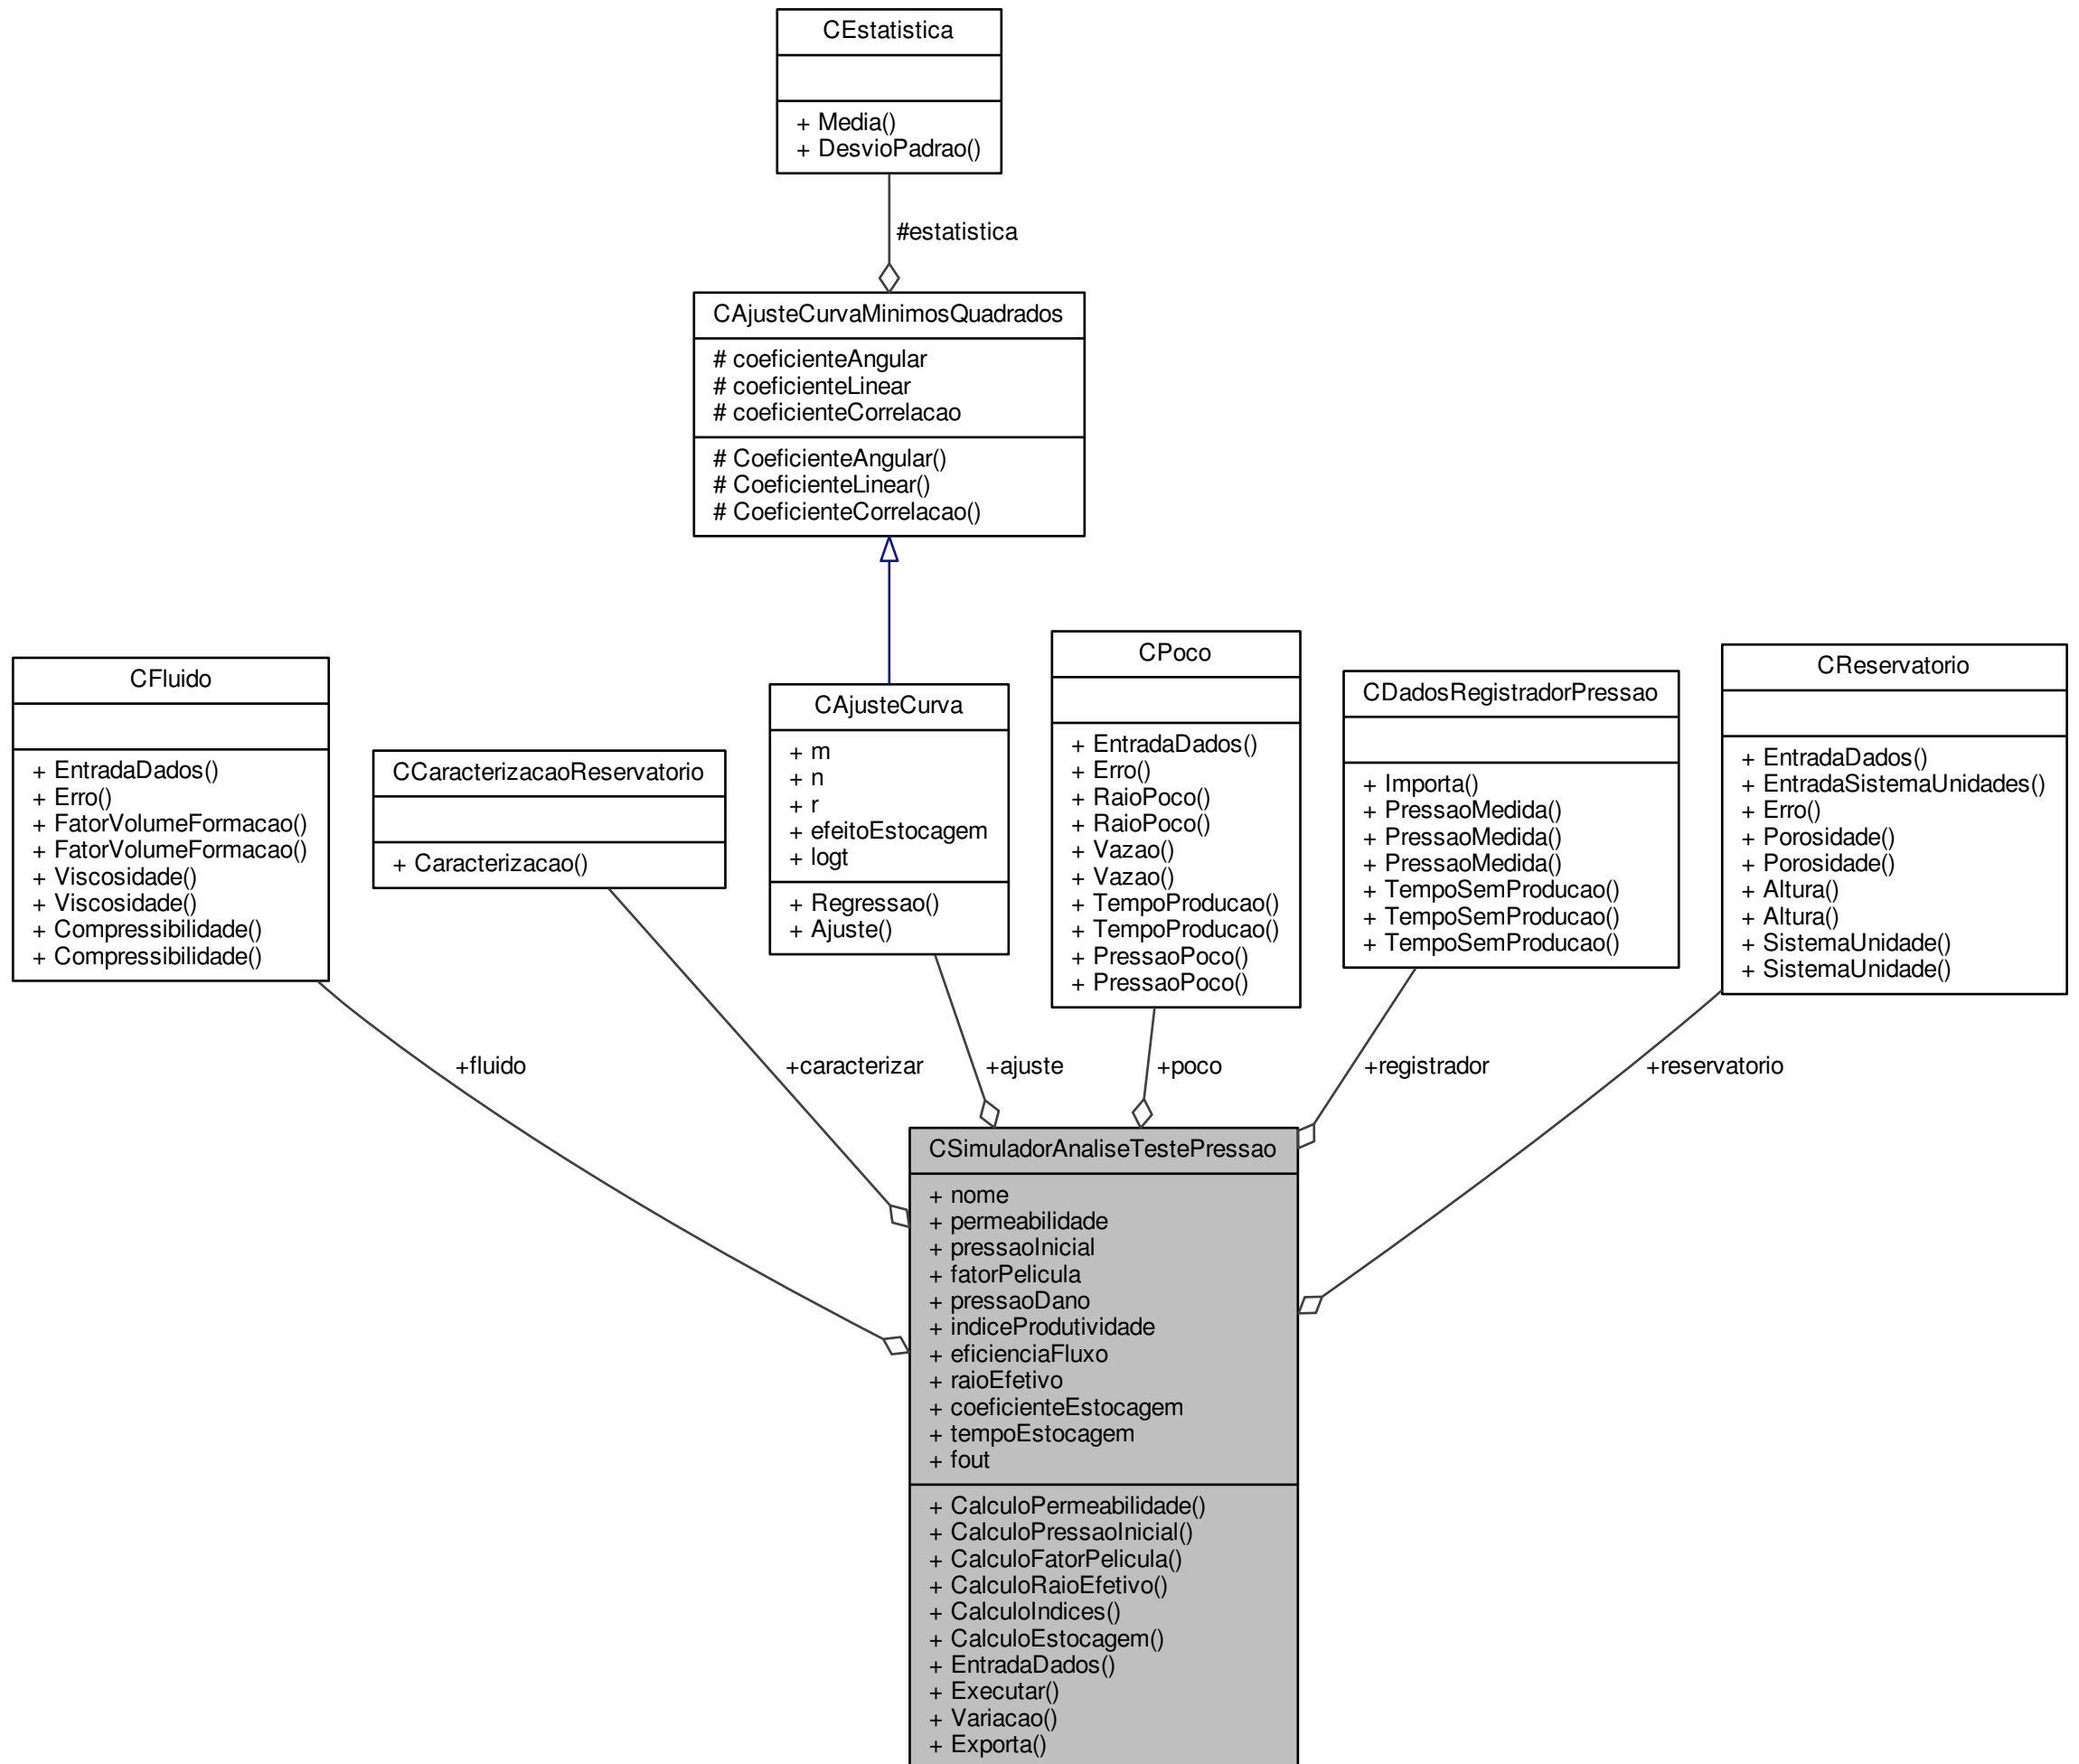 CEstatistica
+ Media()
+ DesvioPadrao()
#estatistica
CAjusteCurvaMinimosQuadrados
# coeficienteAngular
# coeficienteLinear
# coeficienteCorrelacao
# CoeficienteAngular()
# CoeficienteLinear()
# CoeficienteCorrelacao()
CFluido
+ EntradaDados()
+ Erro()
+ FatorVolumeFormacao()
+ FatorVolumeFormacao()
+ Viscosidade()
+ Viscosidade()
+ Compressibilidade()
+ Compressibilidade()
CCaracterizacaoReservatorio
+ Caracterizacao()
CAjusteCurva
+ m
+ n
+ r
+ efeitoEstocagem
+ logt
+ Regressao()
+ Ajuste()
CPoco
+ EntradaDados()
+ Erro()
+ RaioPoco()
+ RaioPoco()
+ Vazao()
+ Vazao()
+ TempoProducao()
+ TempoProducao()
+ PressaoPoco()
+ PressaoPoco()
CDadosRegistradorPressao
+ Importa()
+ PressaoMedida()
+ PressaoMedida()
+ PressaoMedida()
+ TempoSemProducao()
+ TempoSemProducao()
+ TempoSemProducao()
CReservatorio
+ EntradaDados()
+ EntradaSistemaUnidades()
+ Erro()
+ Porosidade()
+ Porosidade()
+ Altura()
+ Altura()
+ SistemaUnidade()
+ SistemaUnidade()
+fluido
+caracterizar
+ajuste
+poco
+registrador
+reservatorio
CSimuladorAnaliseTestePressao
+ nome
+ permeabilidade
+ pressaoInicial
+ fatorPelicula
+ pressaoDano
+ indiceProdutividade
+ eficienciaFluxo
+ raioEfetivo
+ coeficienteEstocagem
+ tempoEstocagem
+ fout
+ CalculoPermeabilidade()
+ CalculoPressaoInicial()
+ CalculoFatorPelicula()
+ CalculoRaioEfetivo()
+ CalculoIndices()
+ CalculoEstocagem()
+ EntradaDados()
+ Executar()
+ Variacao()
+ Exporta()